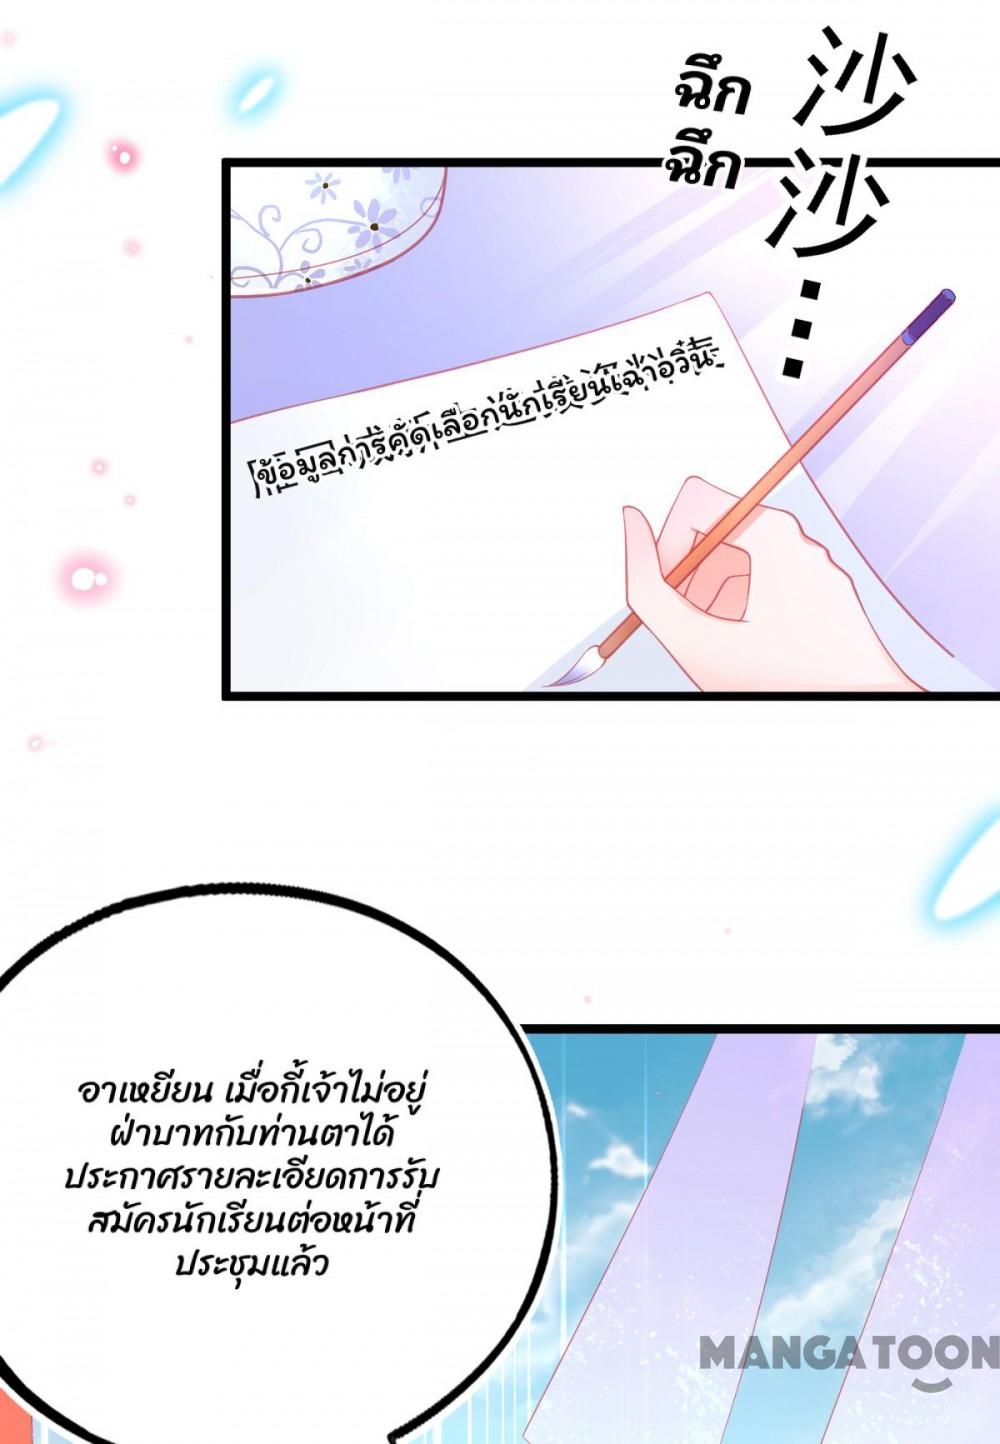 ฉึก
ฉึก
沙
沙
...
ข้อมูลการคัดเลือกนักเรียนเฉาอวิ๋น
อาเหยียน เมื่อกี้เจ้าไม่อยู่
ฝ่าบาทกับท่านตาได้
ประกาศรายละเอียดการรับ
สมัครนักเรียนต่อหน้าที่
ประชุมแล้ว
MANGATOON